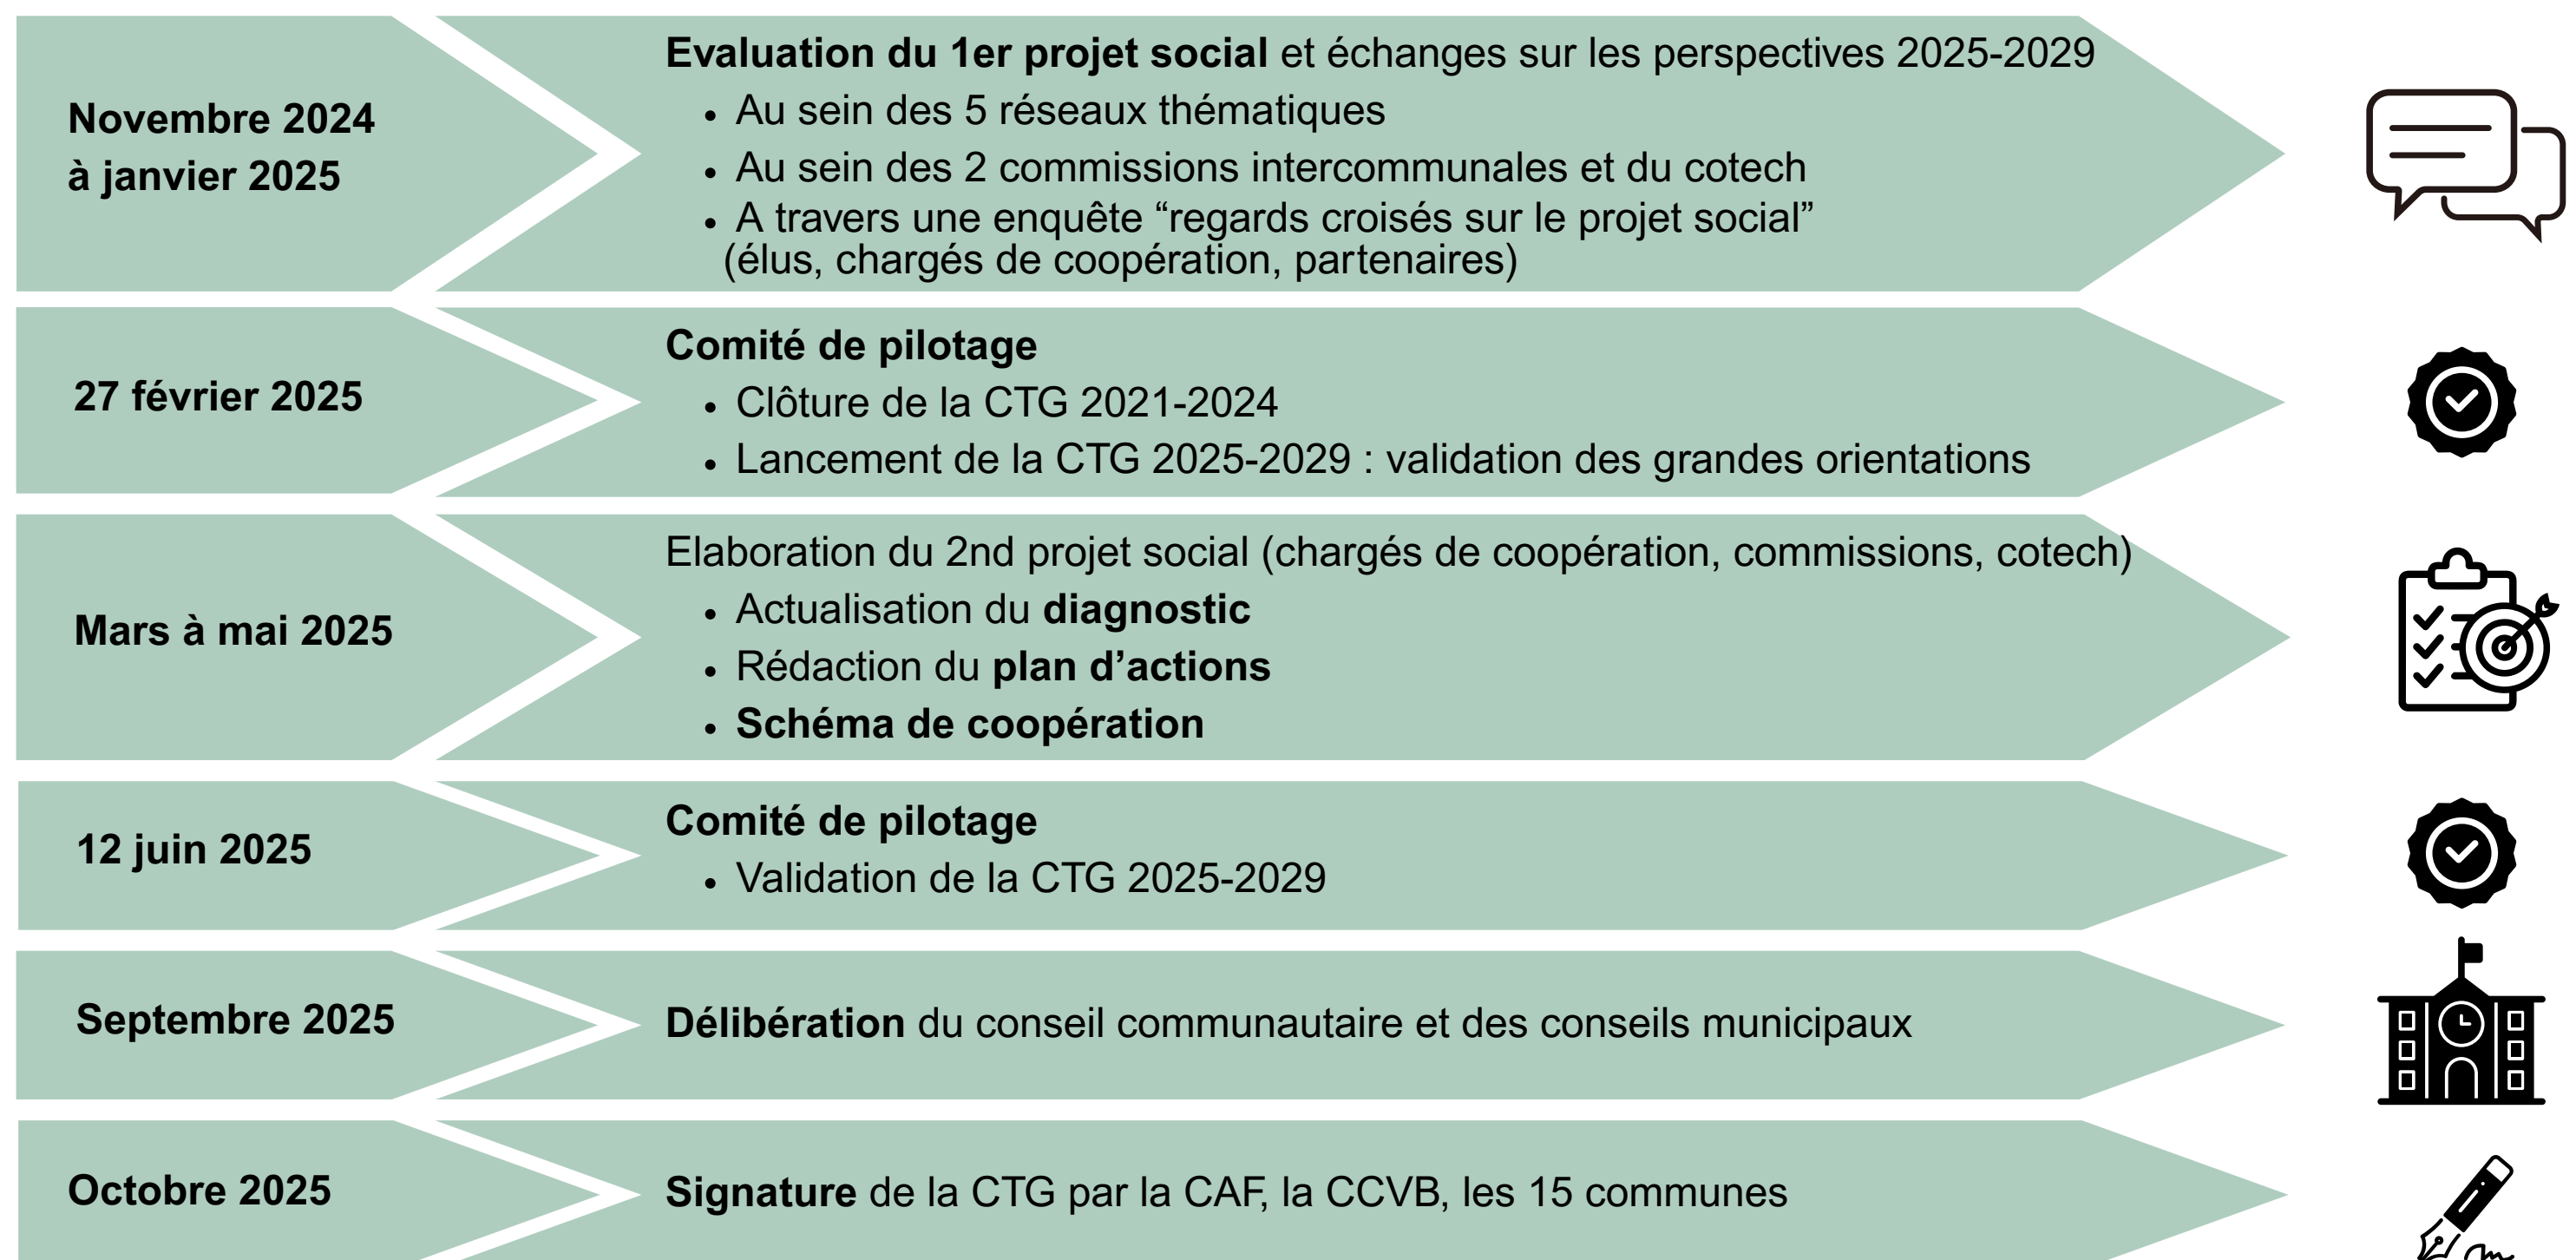 Novembre 2024
à janvier 2025
Evaluation du 1er projet social et échanges sur les perspectives 2025-2029
• Au sein des 5 réseaux thématiques
• Au sein des 2 commissions intercommunales et du cotech
• A travers une enquête “regards croisés sur le projet social”
(élus, chargés de coopération, partenaires)
27 février 2025
Comité de pilotage
• Clôture de la CTG 2021-2024
• Lancement de la CTG 2025-2029 : validation des grandes orientations
Mars à mai 2025
Elaboration du 2nd projet social (chargés de coopération, commissions, cotech)
• Actualisation du diagnostic
• Rédaction du plan d’actions
• Schéma de coopération
12 juin 2025
Comité de pilotage
• Validation de la CTG 2025-2029
Septembre 2025
Délibération du conseil communautaire et des conseils municipaux
Octobre 2025
Signature de la CTG par la CAF, la CCVB, les 15 communes